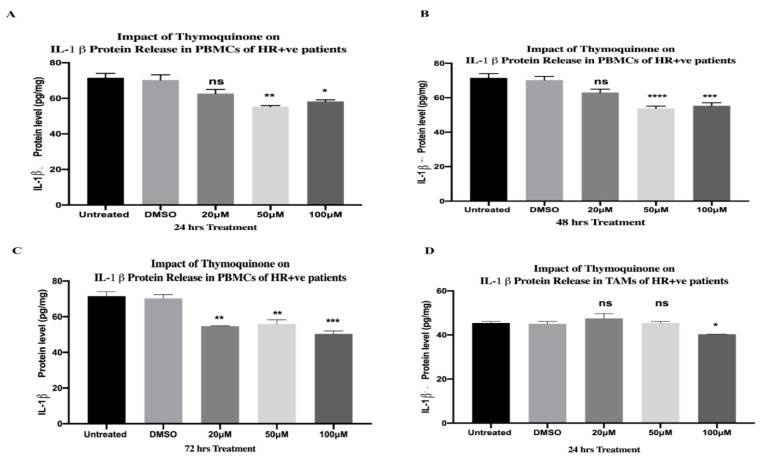 A
Impact of Thymoquinone on
IL-1 β Protein Release in PBMCs of HR+ve patients
IL-1β Protein level (pg/mg)
80
60
40
20
0
ns
**
*
Untreated DMSO 20μM 50μM 100μM
24 hrs Treatment
B
Impact of Thymoquinone on
IL-1 β Protein Release in PBMCs of HR+ve patients
IL-1β Protein level (pg/mg)
80
60
40
20
0
ns
****
***
Untreated DMSO 20μM 50μM 100μM
48 hrs Treatment
C
Impact of Thymoquinone on
IL-1 β Protein Release in PBMCs of HR+ve patients
IL-1β Protein level (pg/mg)
80
60
40
20
0
**
**
***
Untreated DMSO 20μM 50μM 100μM
72 hrs Treatment
D
Impact of Thymoquinone on
IL-1 β Protein Release in TAMs of HR+ve patients
IL-1β Protein level (pg/mg)
60
40
20
0
ns
ns
*
Untreated DMSO 20μM 50μM 100μM
24 hrs Treatment